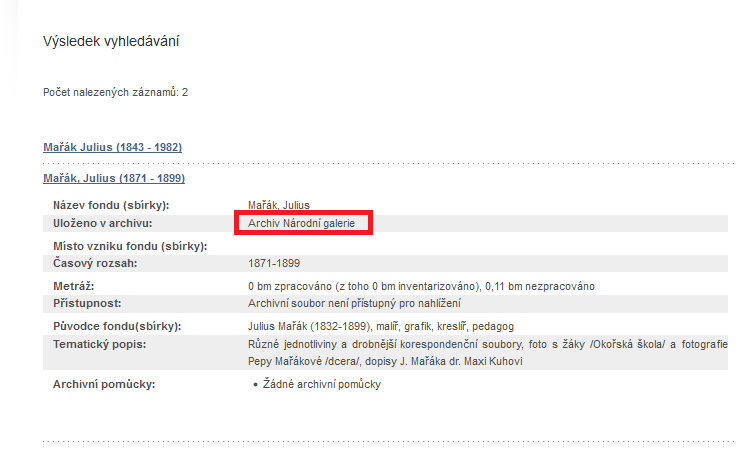 Výsledek vyhledávání
Počet nalezených záznamů: 2
Mařák Julius (1843 - 1982)
Mařák, Julius (1871 - 1899)
Název fondu (sbírky): Mařák, Julius
Uloženo v archivu: Archiv Národní galerie
Místo vzniku fondu (sbírky):
Časový rozsah: 1871-1899
Metráž: 0 bm zpracováno (z toho 0 bm inventarizováno), 0,11 bm nezpracováno
Přístupnost: Archivní soubor není přístupný pro nahlížení
Původce fondu(sbírky): Julius Mařák (1832-1899), malíř, grafik, kreslíř, pedagog
Tematický popis: Různé jednotliviny a drobnější korespondenční soubory, foto s žáky /Okořská škola/ a fotografie
Pepy Mařákové /dcera/, dopisy J. Mařáka dr. Maxi Kuhovi
Archivní pomůcky: • Žádné archivní pomůcky